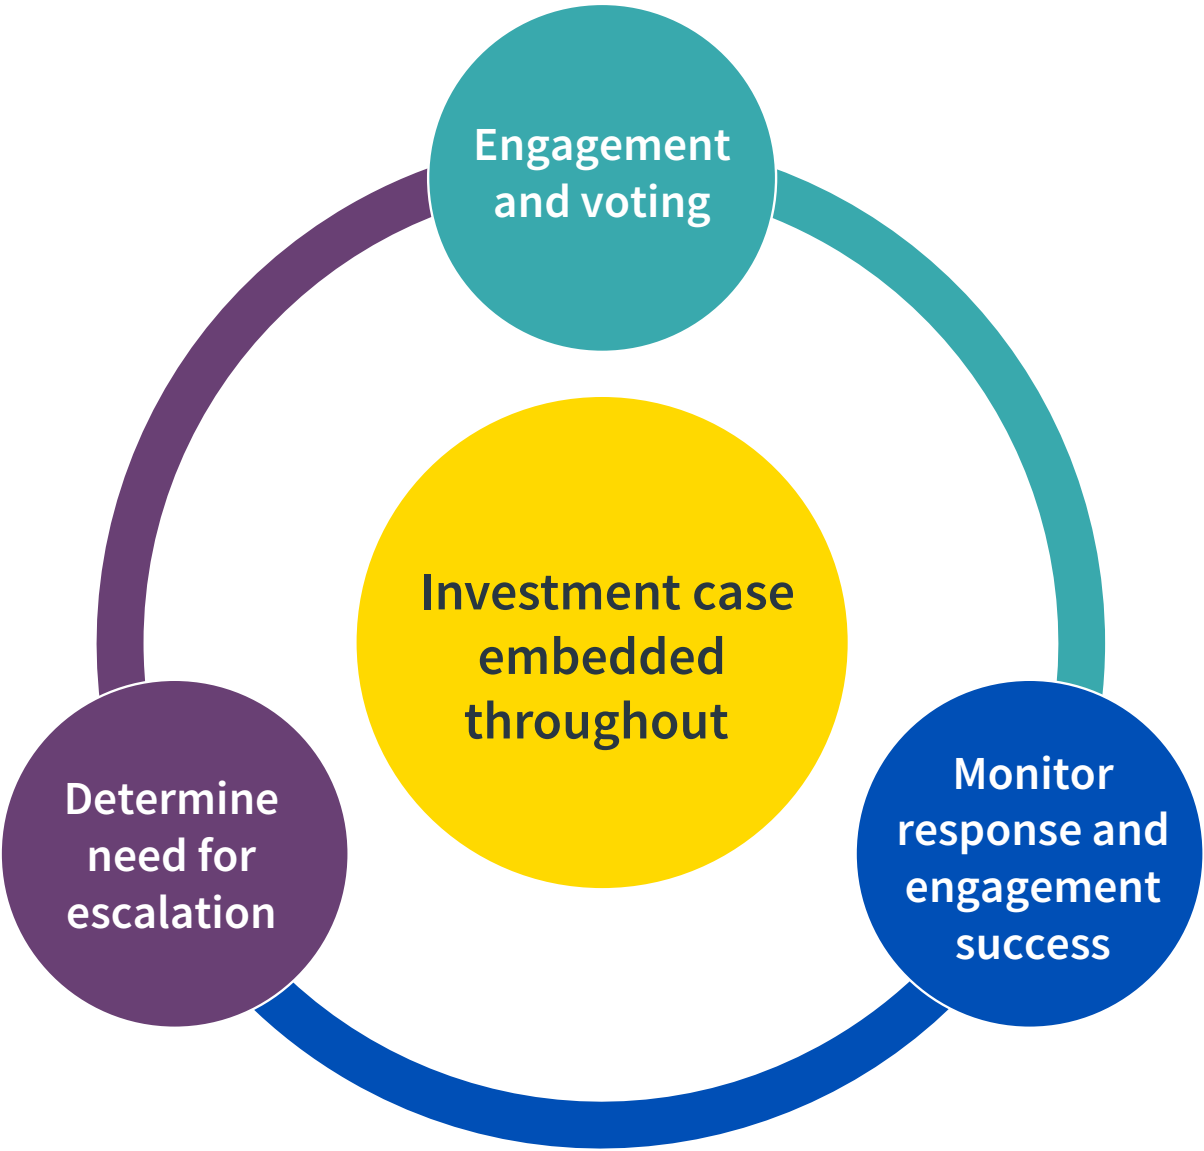 Engagement
and voting
Investment case
embedded
throughout
Determine
need for
escalation
Monitor
response and
engagement
success